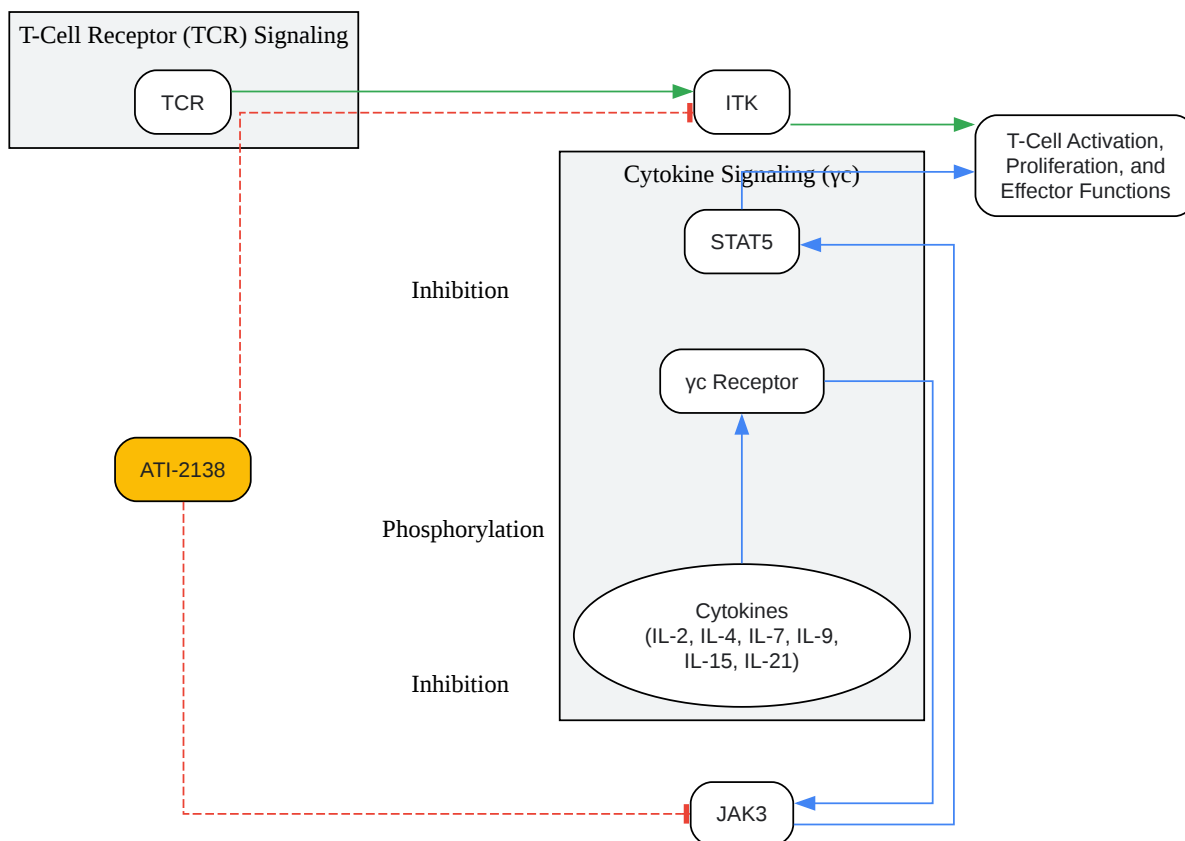 T-Cell Receptor (TCR) Signaling
TCR
ITK
T-Cell Activation,
Proliferation, and
Effector Functions
Cytokine Signaling (γc)
STAT5
Inhibition
γc Receptor
ATI-2138
Phosphorylation
Cytokines
(IL-2, IL-4, IL-7, IL-9,
IL-15, IL-21)
Inhibition
JAK3